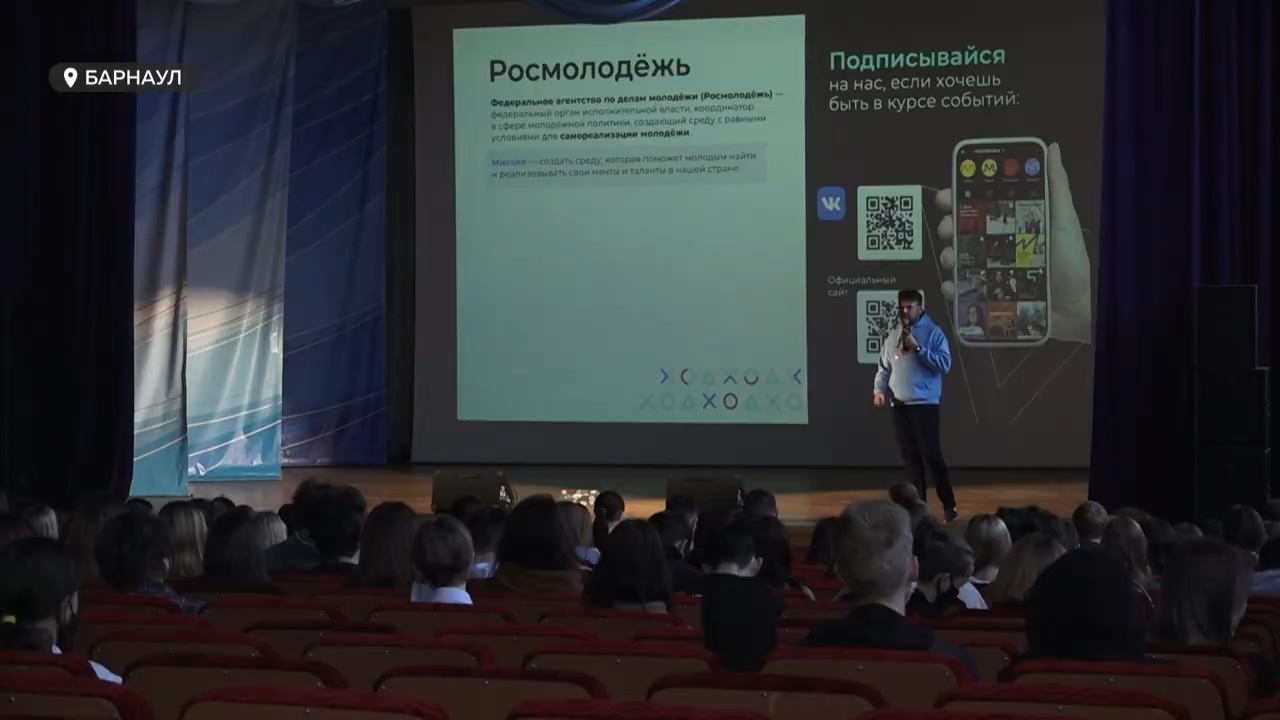 БАРНАУЛ
Росмолодёжь
Федеральное агентство по делам молодёжи (Росмолодёжь) —
федеральный орган исполнительной власти, координатор
в сфере молодёжной политики, создающий среду с равными
условиями для самореализации молодёжи.
Миссия — создать среду, которая поможет молодым найти
и реализовывать свои мечты и таланты в нашей стране.
Подписывайся
на нас, если хочешь
быть в курсе событий:
Официальный
сайт